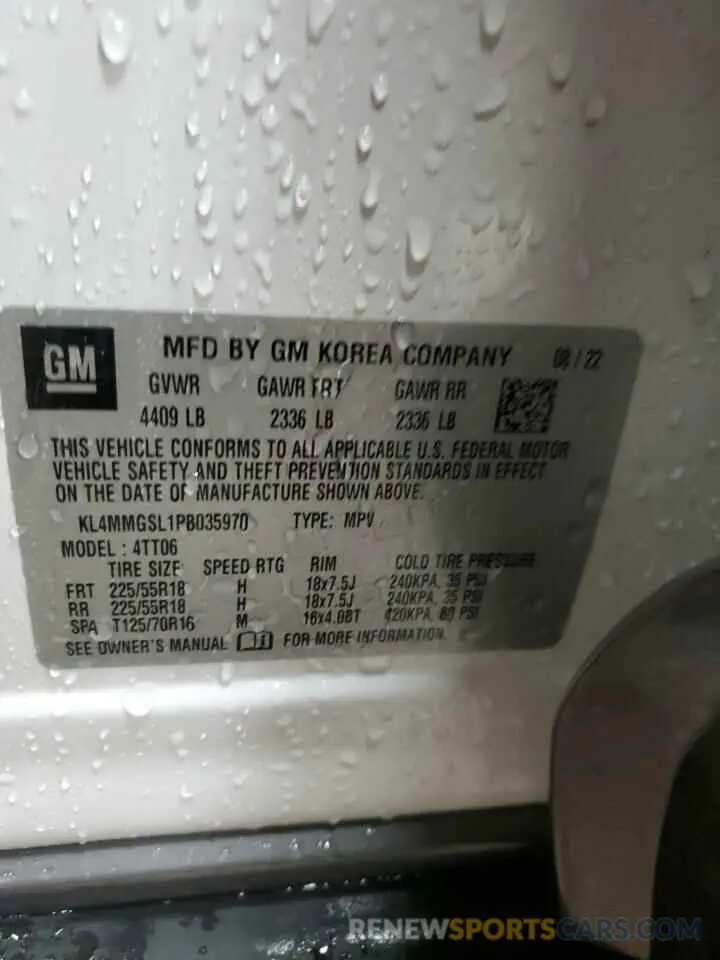 GM
MFD BY GM KOREA COMPANY 08 / 22
GVWR GAWR FRT GAWR RR
4409 LB 2336 LB 2336 LB
THIS VEHICLE CONFORMS TO ALL APPLICABLE U.S. FEDERAL MOTOR
VEHICLE SAFETY AND THEFT PREVENTION STANDARDS IN EFFECT
ON THE DATE OF MANUFACTURE SHOWN ABOVE.
KL4MMGSL1PB035970 TYPE: MPV
MODEL : 4TT06
TIRE SIZE SPEED RTG RIM COLD TIRE PRESSURE
FRT 225/55R18 H 18x7.5J 240KPA, 35 PSI
RR 225/55R18 H 18x7.5J 240KPA, 35 PSI
SPA T125/70R16 M 16x4.0BT 420KPA, 60 PSI
SEE OWNER'S MANUAL FOR MORE INFORMATION.
RENEWSPORTSCARS.COM